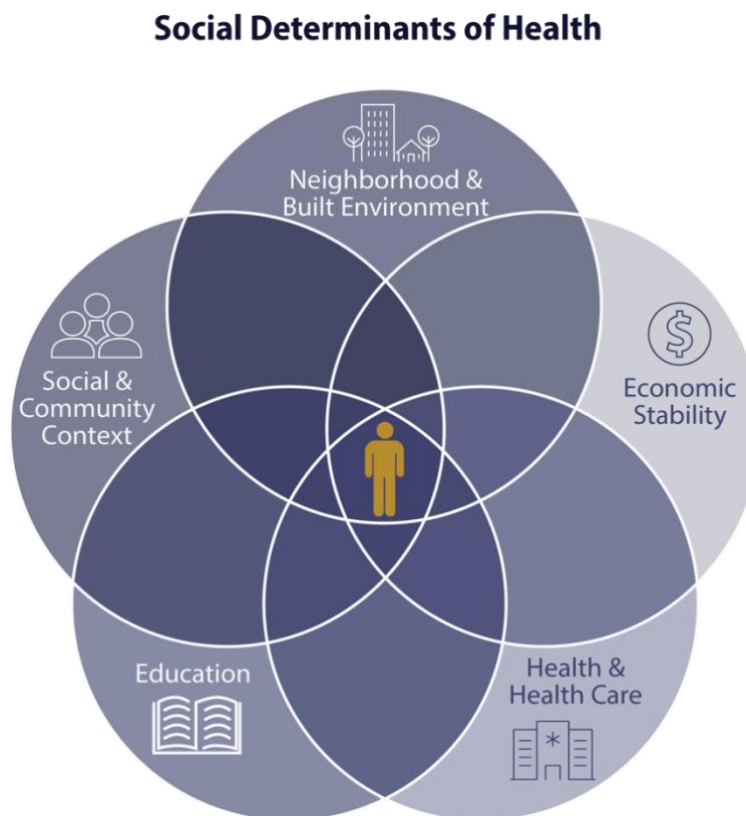 Social Determinants of Health
Neighborhood &
Built Environment
Social &
Community
Context
$
Economic
Stability
Education
Health &
Health Care